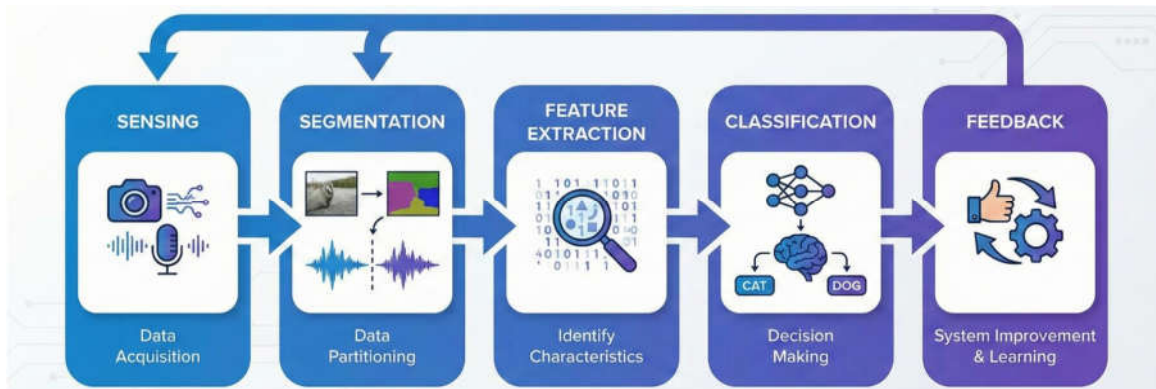 SENSING
SEGMENTATION
FEATURE
EXTRACTION
CLASSIFICATION
FEEDBACK
CAT
DOG
Data
Acquisition
Data
Partitioning
Identify
Characteristics
Decision
Making
System Improvement
& Learning